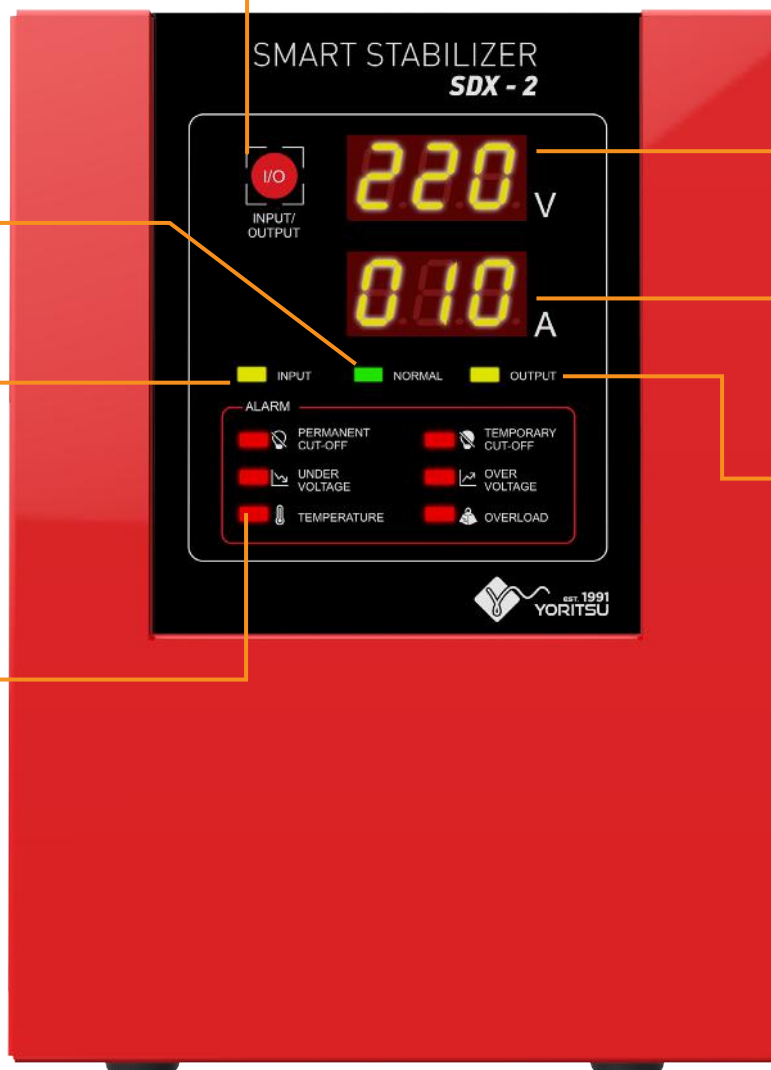 SMART STABILIZER
SDX - 2
I/O
INPUT/
OUTPUT
220
V
010
A
INPUT
NORMAL
OUTPUT
ALARM
PERMANENT
CUT-OFF
TEMPORARY
CUT-OFF
UNDER
VOLTAGE
OVER
VOLTAGE
TEMPERATURE
OVERLOAD
EST. 1991
YORITSU